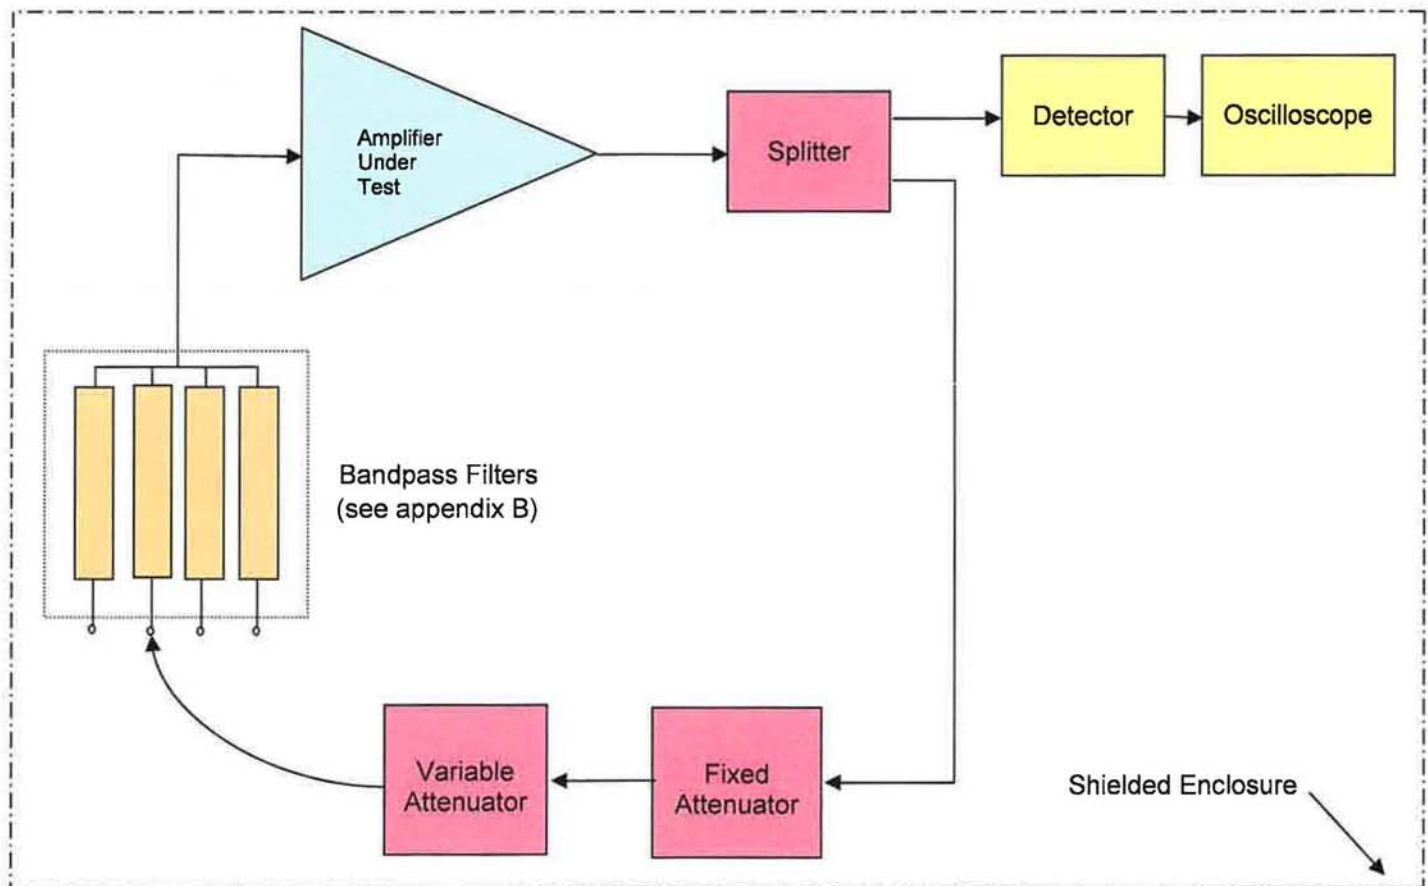 Amplifier
Under
Test
Splitter
Detector
Oscilloscope
Bandpass Filters
(see appendix B)
Variable
Attenuator
Fixed
Attenuator
Shielded Enclosure